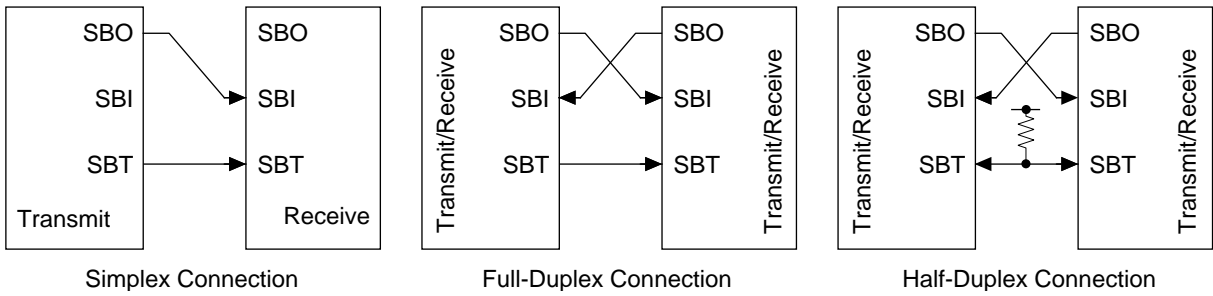 SBO SBO
SBI SBI
SBT SBT
Transmit Receive
Simplex Connection
Transmit/Receive
SBO SBO
SBI SBI
SBT SBT
Transmit/Receive
Full-Duplex Connection
Transmit/Receive
SBO SBO
SBI SBI
SBT SBT
Transmit/Receive
Half-Duplex Connection